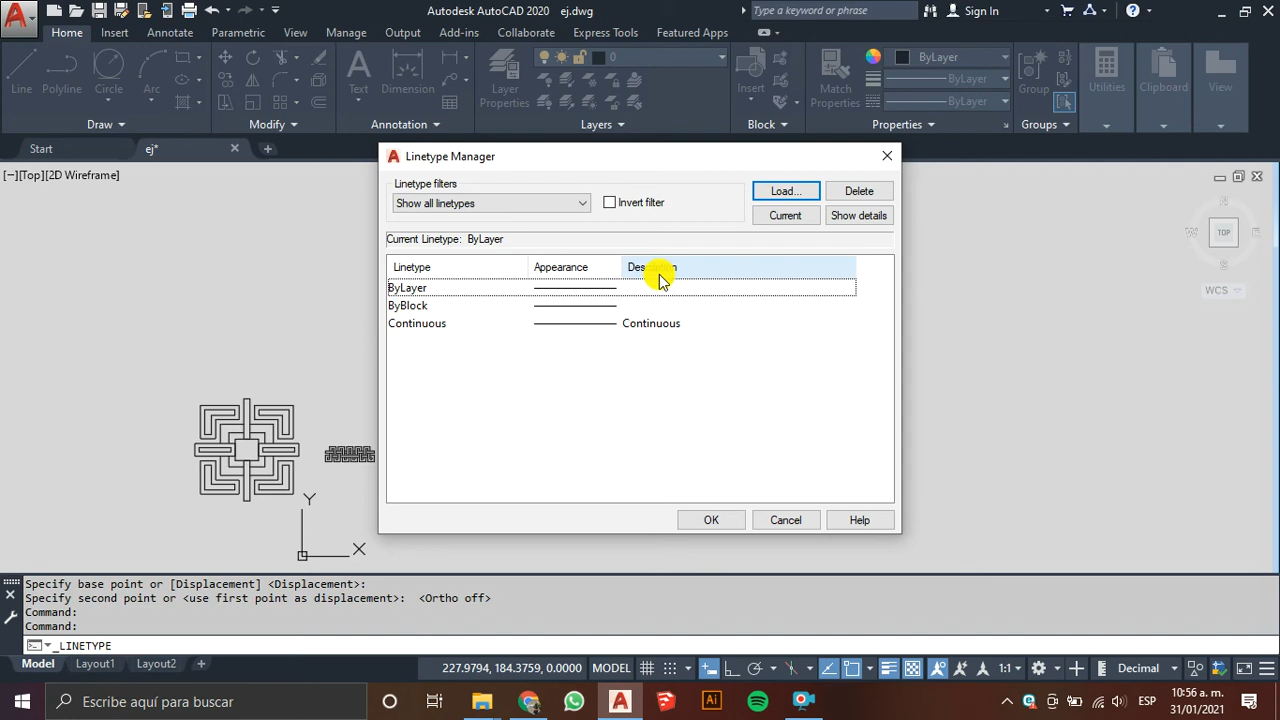 Autodesk AutoCAD 2020 ej.dwg
Type a keyword or phrase
Sign In
Home Insert Annotate Parametric View Manage Output Add-ins Collaborate Express Tools Featured Apps
Line Polyline Circle Arc
Text Dimension
Layer Properties
0
Insert
Match Properties
ByLayer
ByLayer
ByLayer
Group
Utilities Clipboard View
Draw Modify Annotation Layers Block Properties Groups
Start ej*
[−][Top][2D Wireframe]
Linetype Manager
Linetype filters
Show all linetypes
Invert filter
Load... Delete
Current Show details
Current Linetype: ByLayer
Linetype Appearance
ByLayer
ByBlock
Continuous Continuous
OK Cancel Help
TOP
W E
WCS
Y
X
Specify base point or [Displacement] <Displacement>:
Specify second point or <use first point as displacement>: <Ortho off>
Command:
Command:
_LINETYPE
Model Layout1 Layout2
227.9794, 184.3759, 0.0000 MODEL 1:1 Decimal
Escribe aquí para buscar
Ai
ESP
10:56 a. m.
31/01/2021